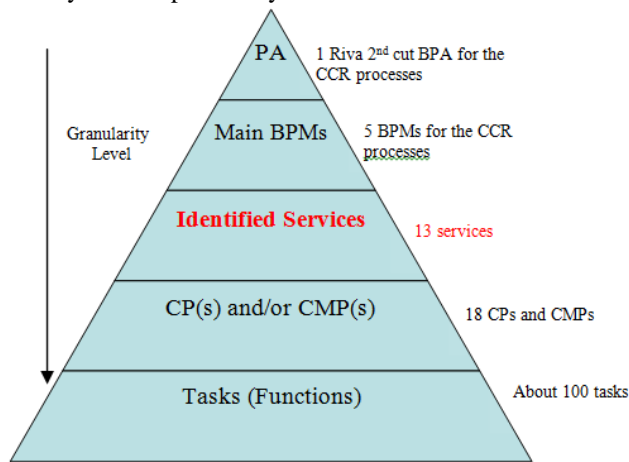 PA
1 Riva 2nd cut BPA for the
CCR processes
Granularity
Level
Main BPMs
5 BPMs for the CCR
processes
Identified Services
13 services
CP(s) and/or CMP(s)
18 CPs and CMPs
Tasks (Functions)
About 100 tasks